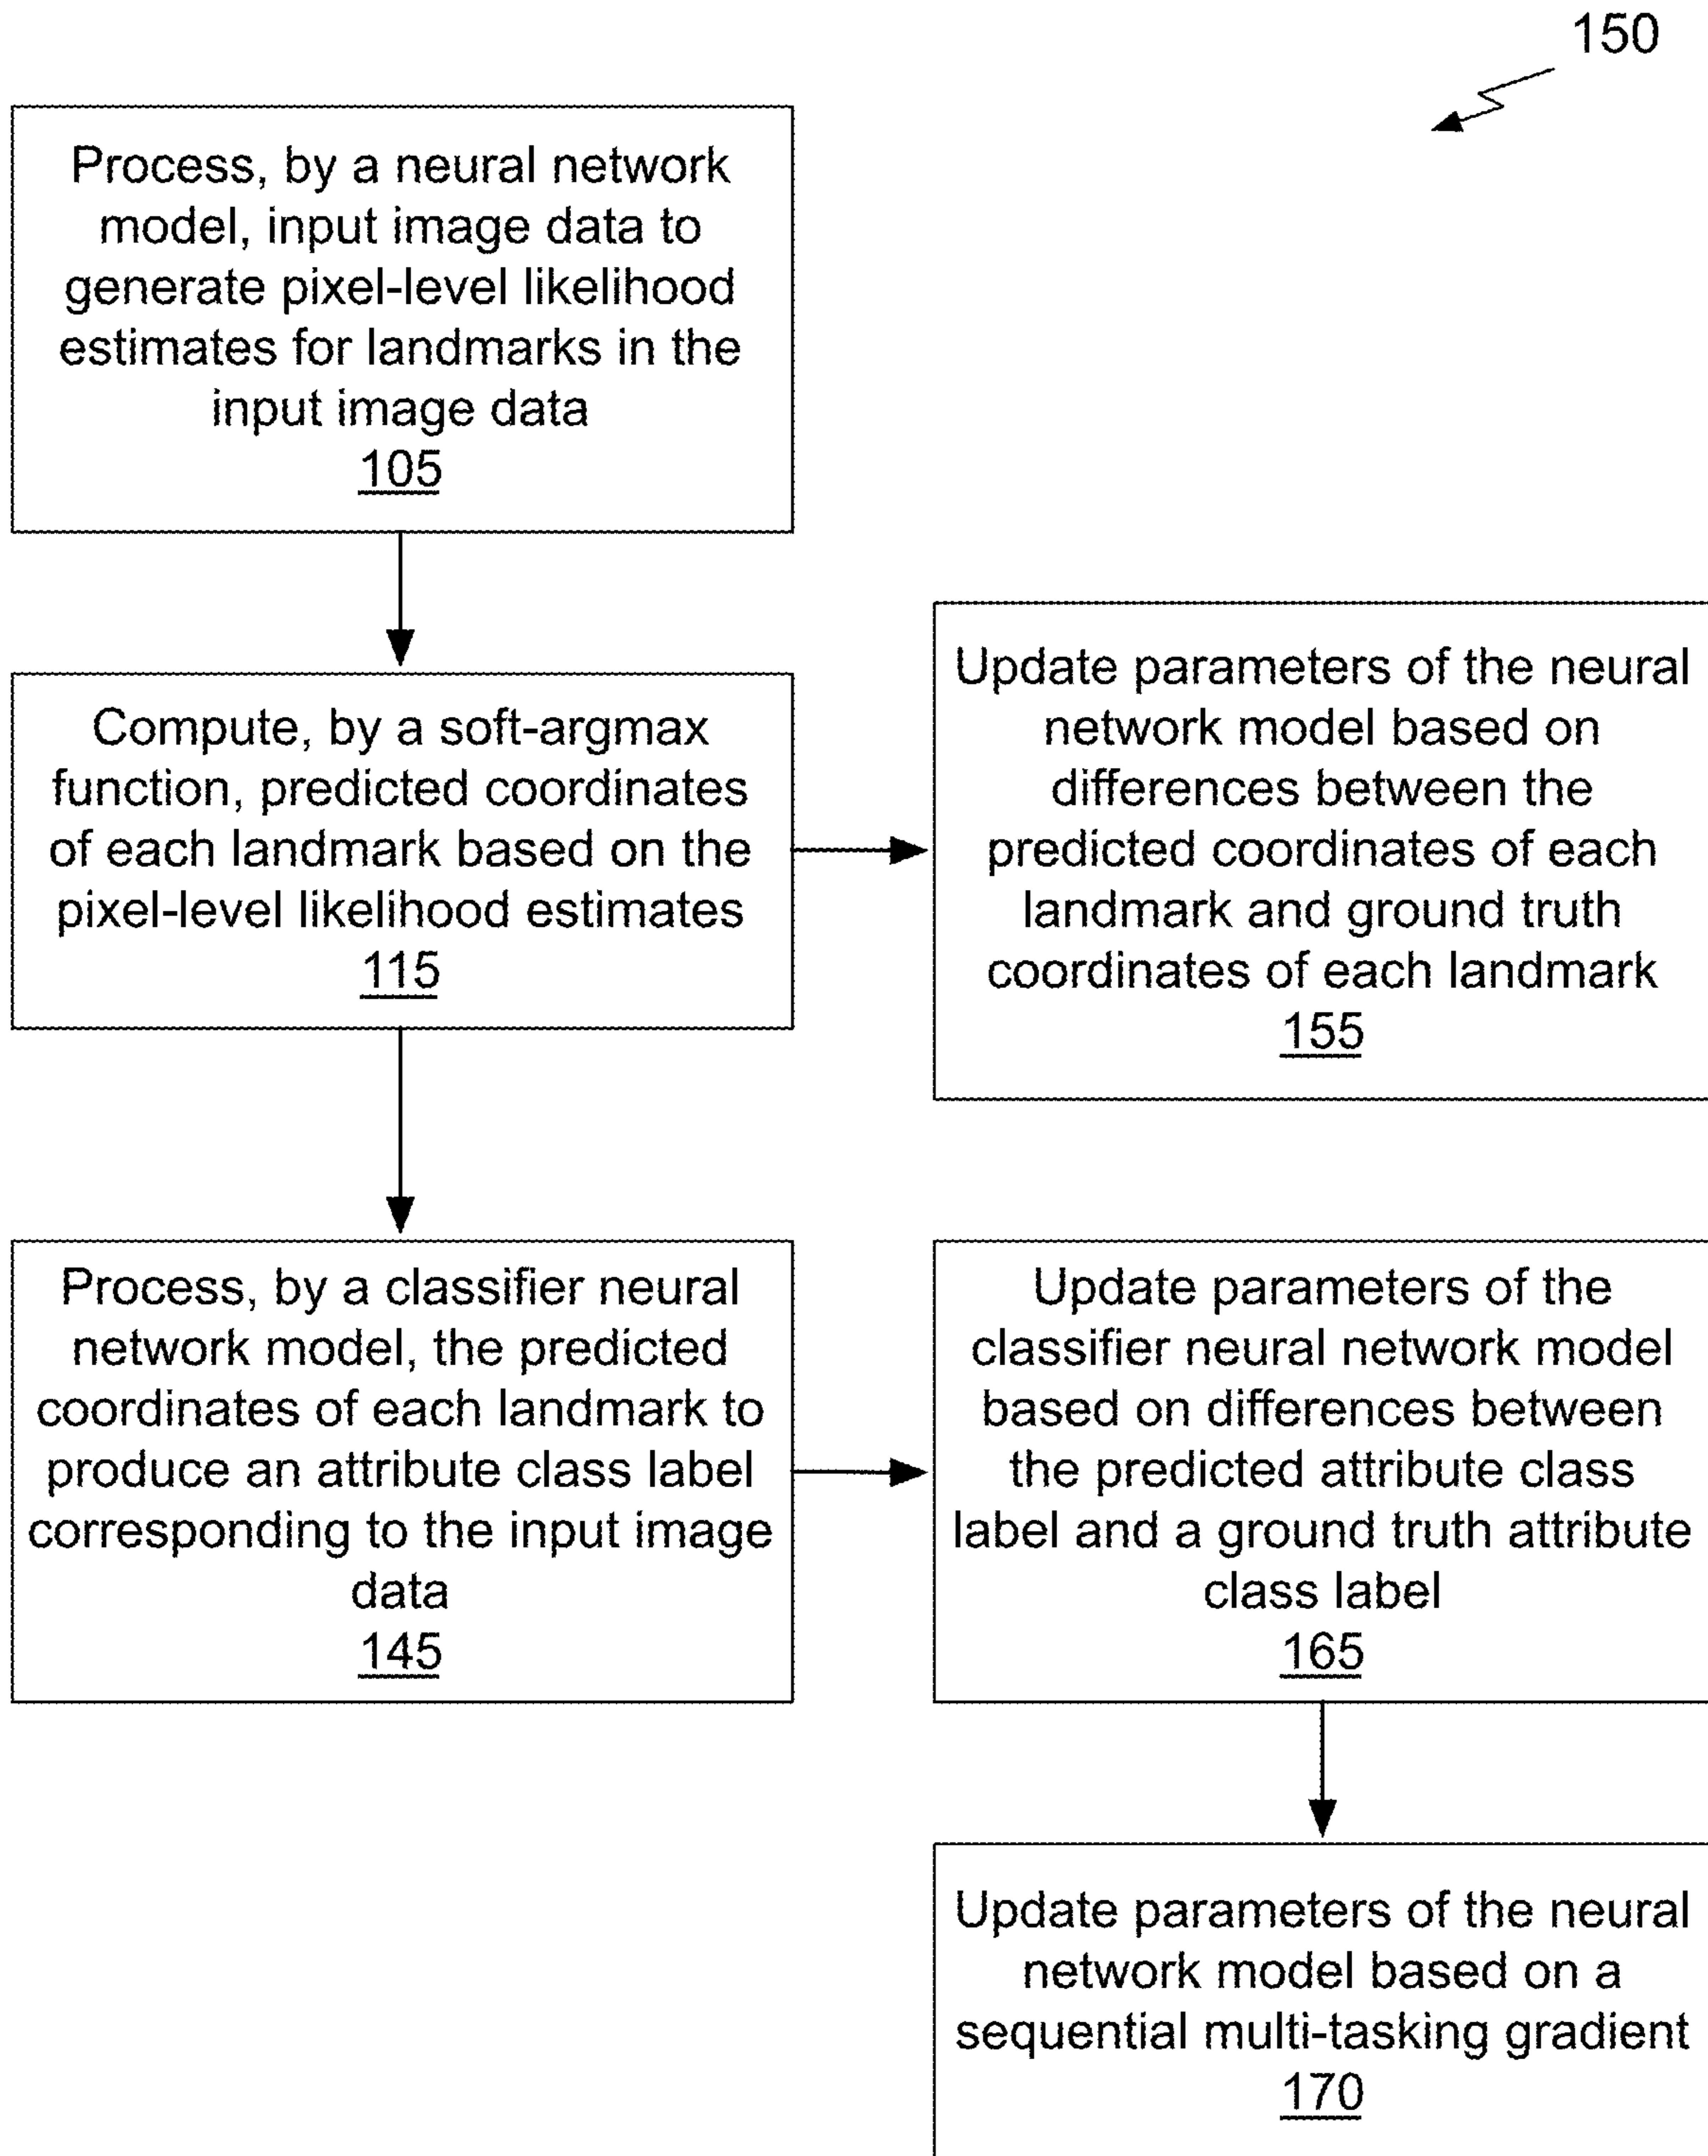 150
Process, by a neural network
model, input image data to
generate pixel-level likelihood
estimates for landmarks in the
input image data
105
Compute, by a soft-argmax
function, predicted coordinates
of each landmark based on the
pixel-level likelihood estimates
115
Update parameters of the neural
network model based on
differences between the
predicted coordinates of each
landmark and ground truth
coordinates of each landmark
155
Process, by a classifier neural
network model, the predicted
coordinates of each landmark to
produce an attribute class label
corresponding to the input image
data
145
Update parameters of the
classifier neural network model
based on differences between
the predicted attribute class
label and a ground truth attribute
class label
165
Update parameters of the neural
network model based on a
sequential multi-tasking gradient
170